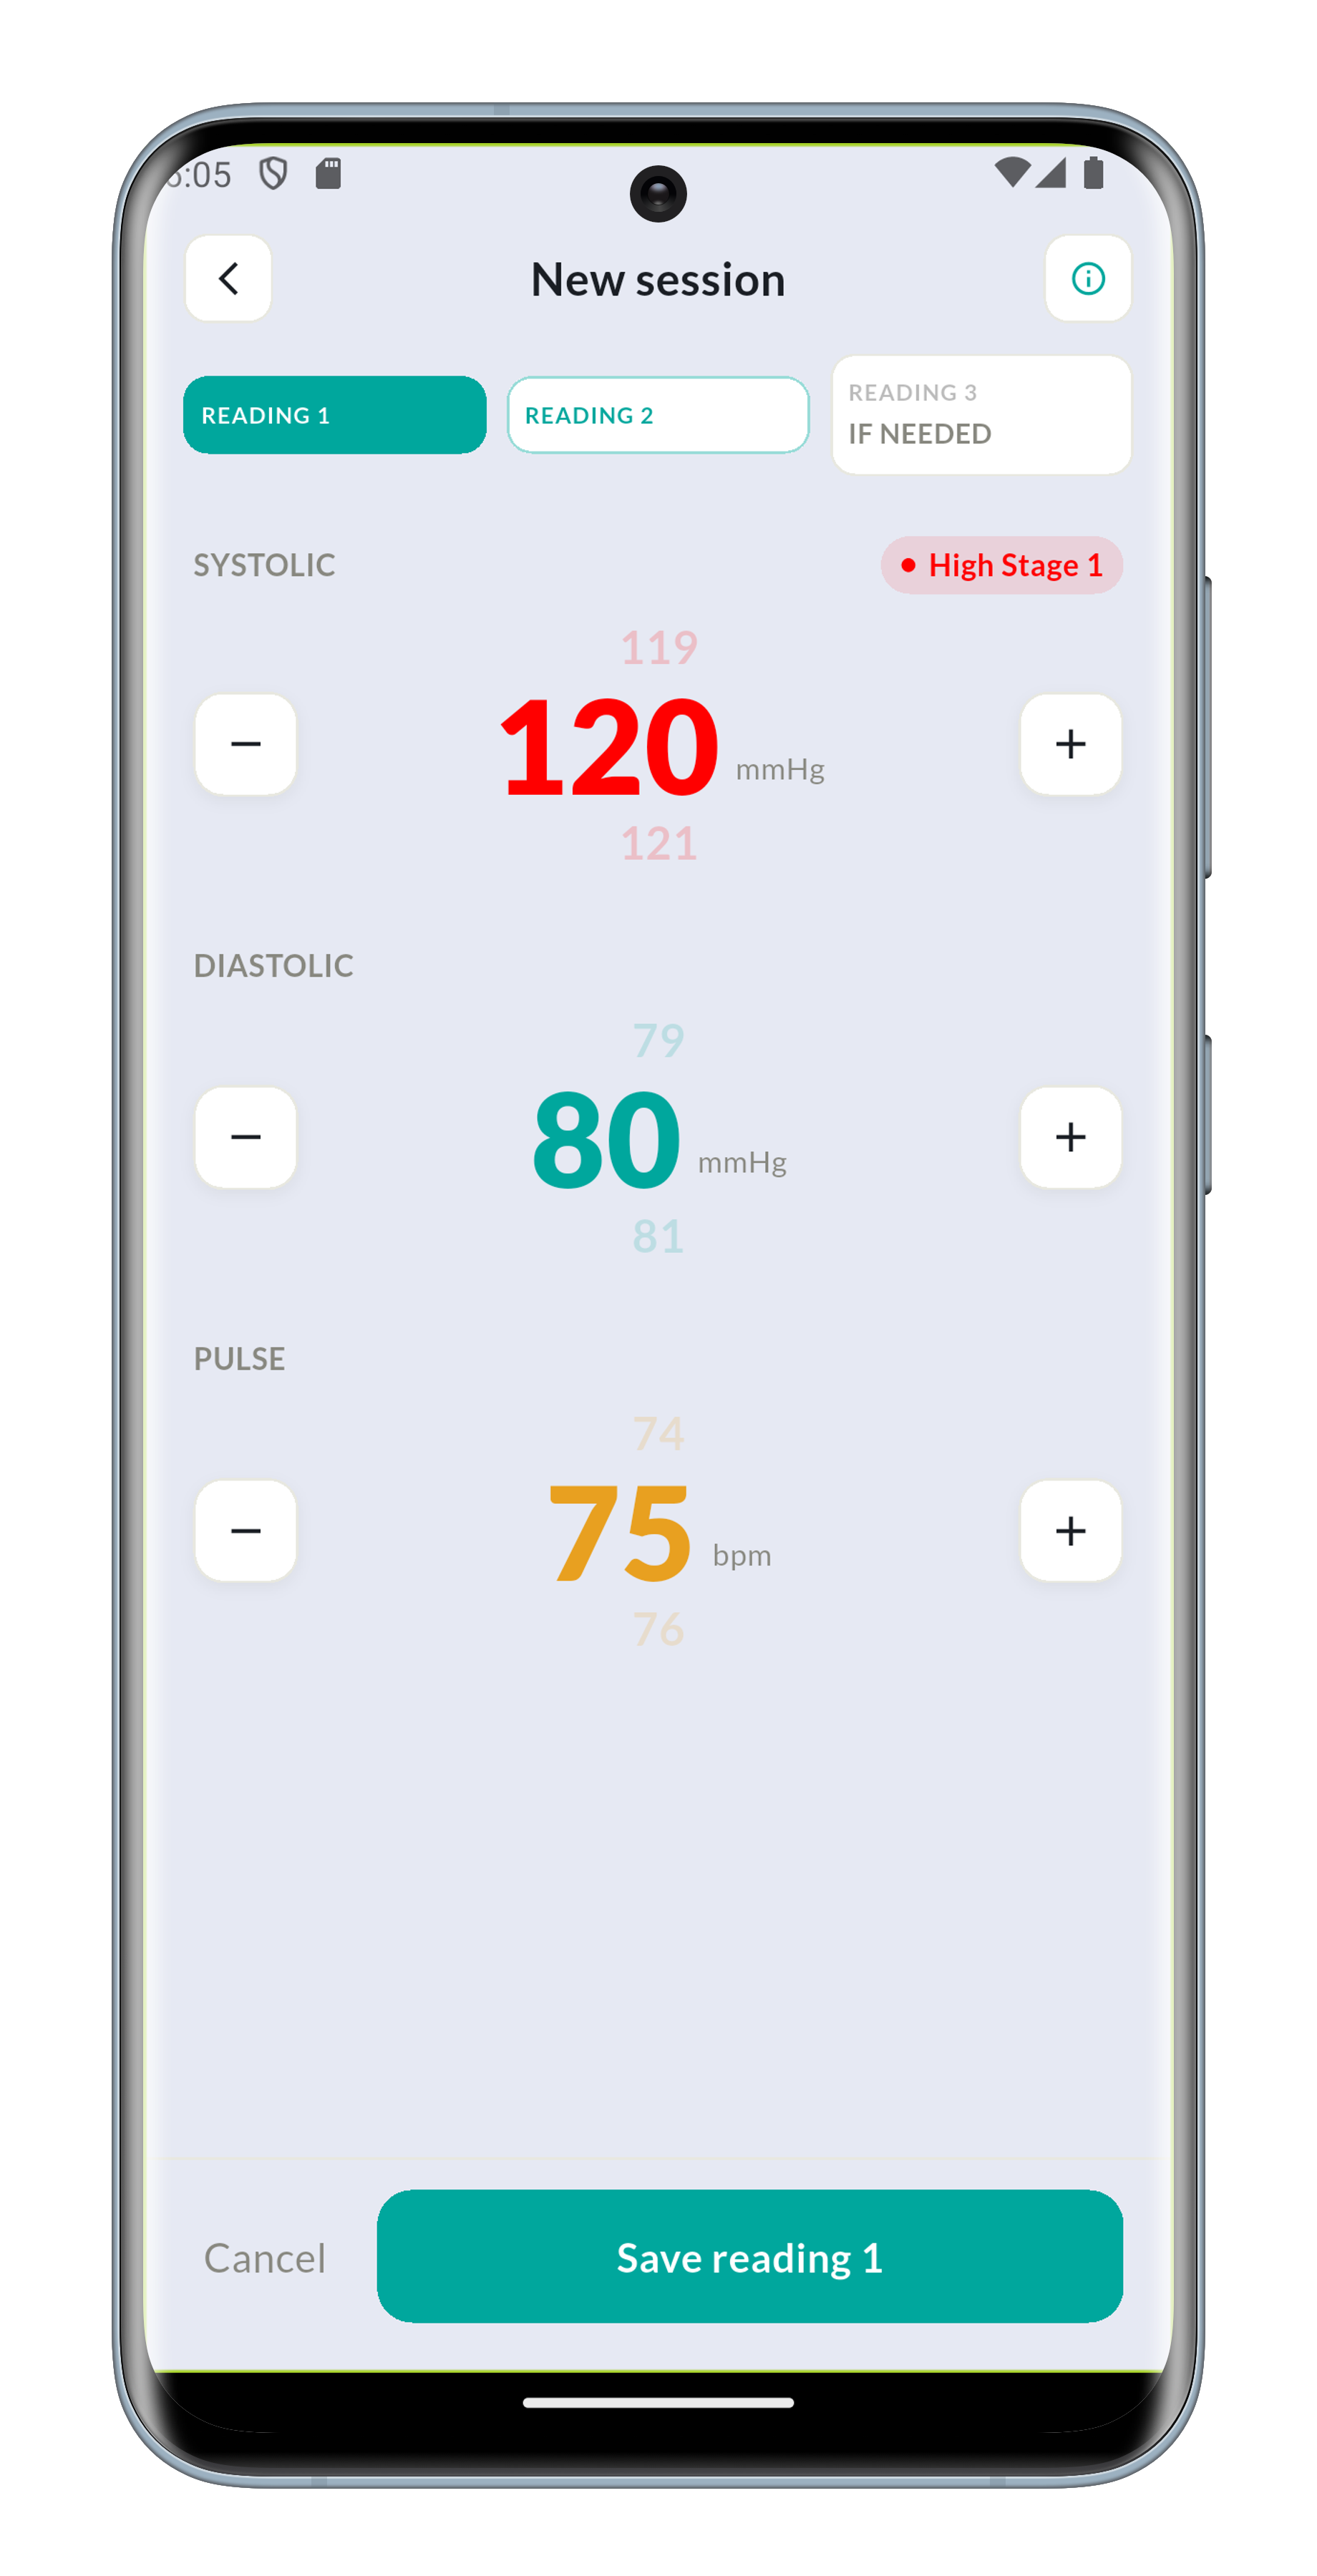 :05
New session
READING 1
READING 2
READING 3
IF NEEDED
SYSTOLIC
High Stage 1
119
120 mmHg
121
DIASTOLIC
79
80 mmHg
81
PULSE
74
75 bpm
76
Cancel
Save reading 1